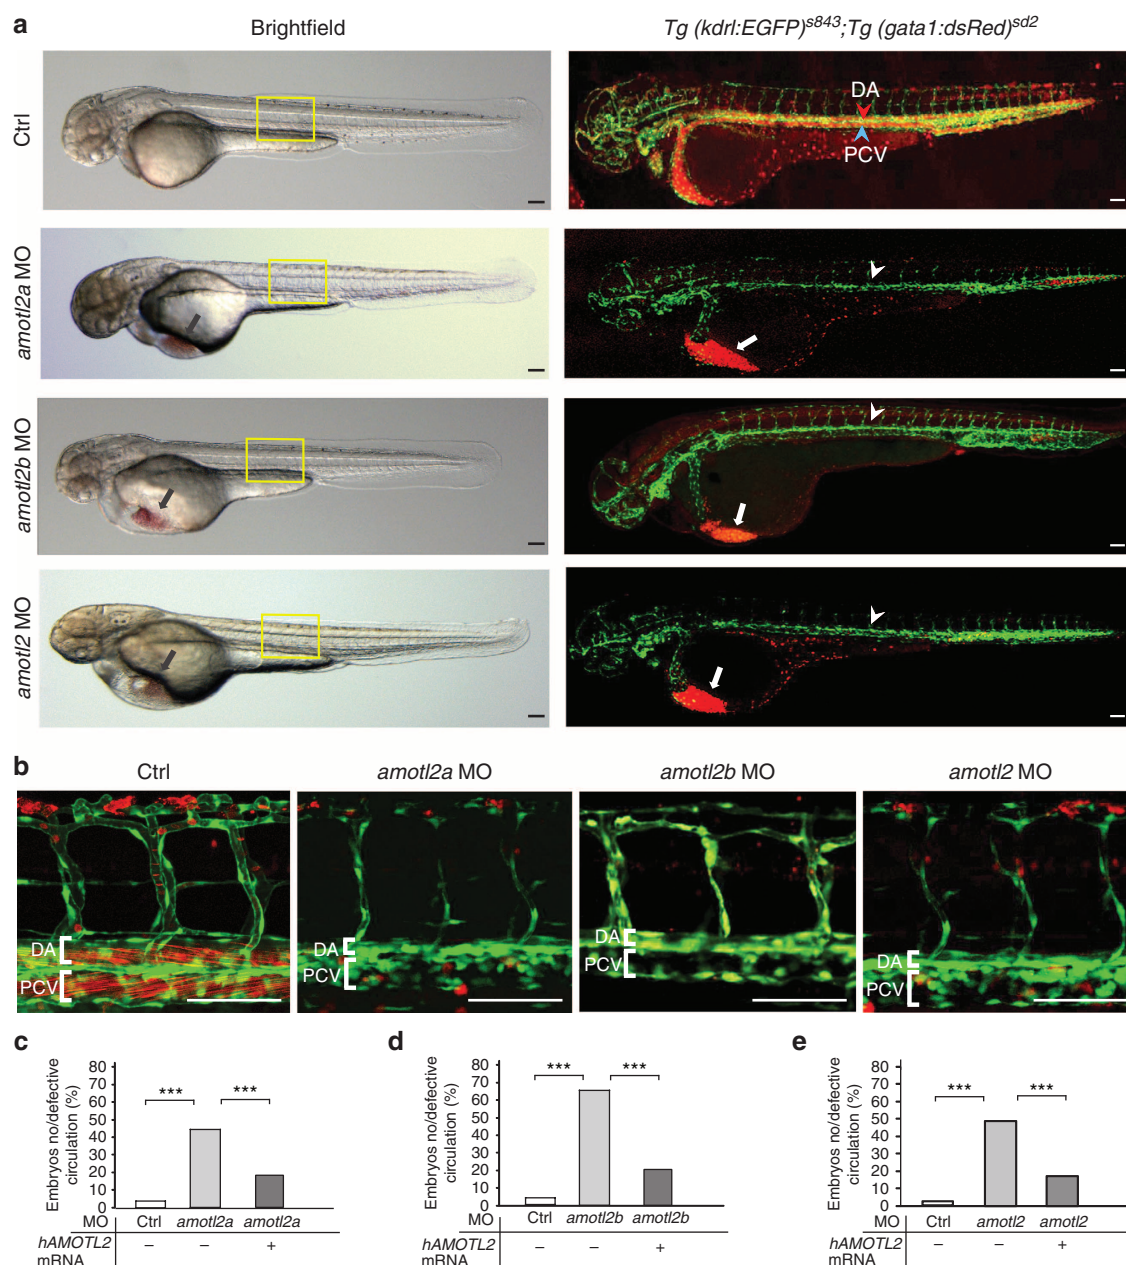 a
Brightfield
Tg (kdrl:EGFP)s843;Tg (gata1:dsRed)sd2
Ctrl
DA
PCV
amotl2a MO
amotl2b MO
amotl2 MO
b
Ctrl
amotl2a MO
amotl2b MO
amotl2 MO
DA
PCV
DA
PCV
DA
PCV
DA
PCV
c
Embryos no/defective
circulation (%)
80
70
60
50
40
30
20
10
0
*** ***
MO Ctrl amotl2a amotl2a
hAMOTL2
mRNA
– – +
d
Embryos no/defective
circulation (%)
80
70
60
50
40
30
20
10
0
*** ***
MO Ctrl amotl2b amotl2b
hAMOTL2
mRNA
– – +
e
Embryos no/defective
circulation (%)
80
70
60
50
40
30
20
10
0
*** ***
MO Ctrl amotl2 amotl2
hAMOTL2
mRNA
– – +